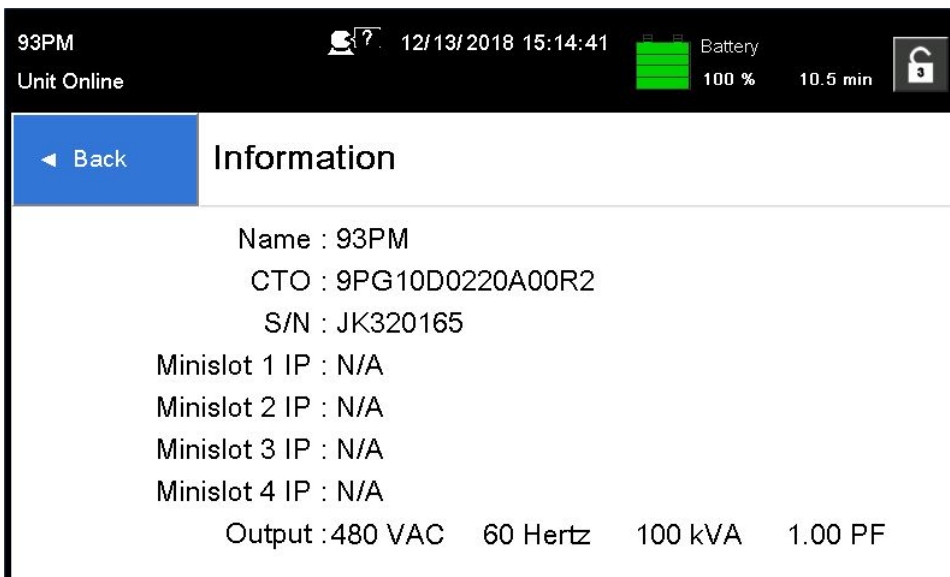 93PM ? 12/13/2018 15:14:41 Battery
Unit Online 100 % 10.5 min 3
◄ Back Information
Name : 93PM
CTO : 9PG10D0220A00R2
S/N : JK320165
Minislot 1 IP : N/A
Minislot 2 IP : N/A
Minislot 3 IP : N/A
Minislot 4 IP : N/A
Output : 480 VAC 60 Hertz 100 kVA 1.00 PF